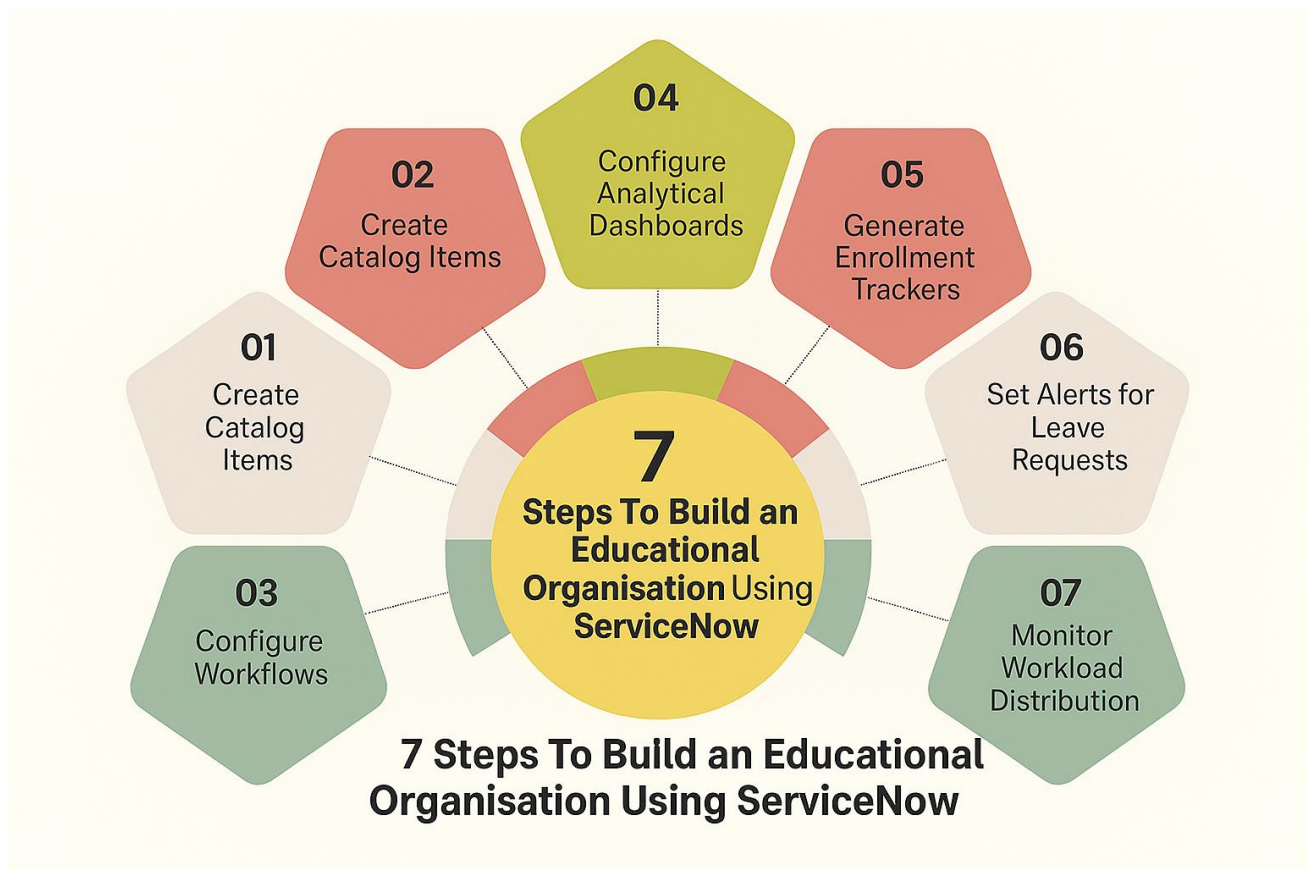 01
Create
Catalog
Items
02
Create
Catalog Items
03
Configure
Workflows
04
Configure
Analytical
Dashboards
05
Generate
Enrollment
Trackers
06
Set Alerts for
Leave
Requests
07
Monitor
Workload
Distribution
7
Steps To Build an
Educational
Organisation Using
ServiceNow
7 Steps To Build an Educational
Organisation Using ServiceNow